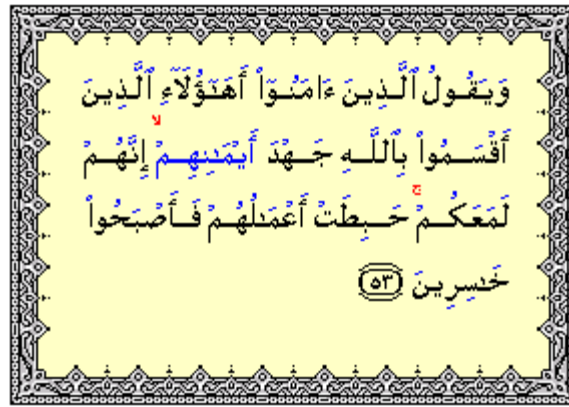 وَيَقُولُ ٱلَّذِينَ ءَامَنُوٓا۟ أَهَـٰٓؤُلَآءِ ٱلَّذِينَ
أَقْسَمُوا۟ بِٱللَّهِ جَهْدَ أَيْمَـٰنِهِمْ ۙ إِنَّهُمْ
لَمَعَكُمْ ۚ حَبِطَتْ أَعْمَـٰلُهُمْ فَأَصْبَحُوا۟
خَـٰسِرِينَ ٥٣